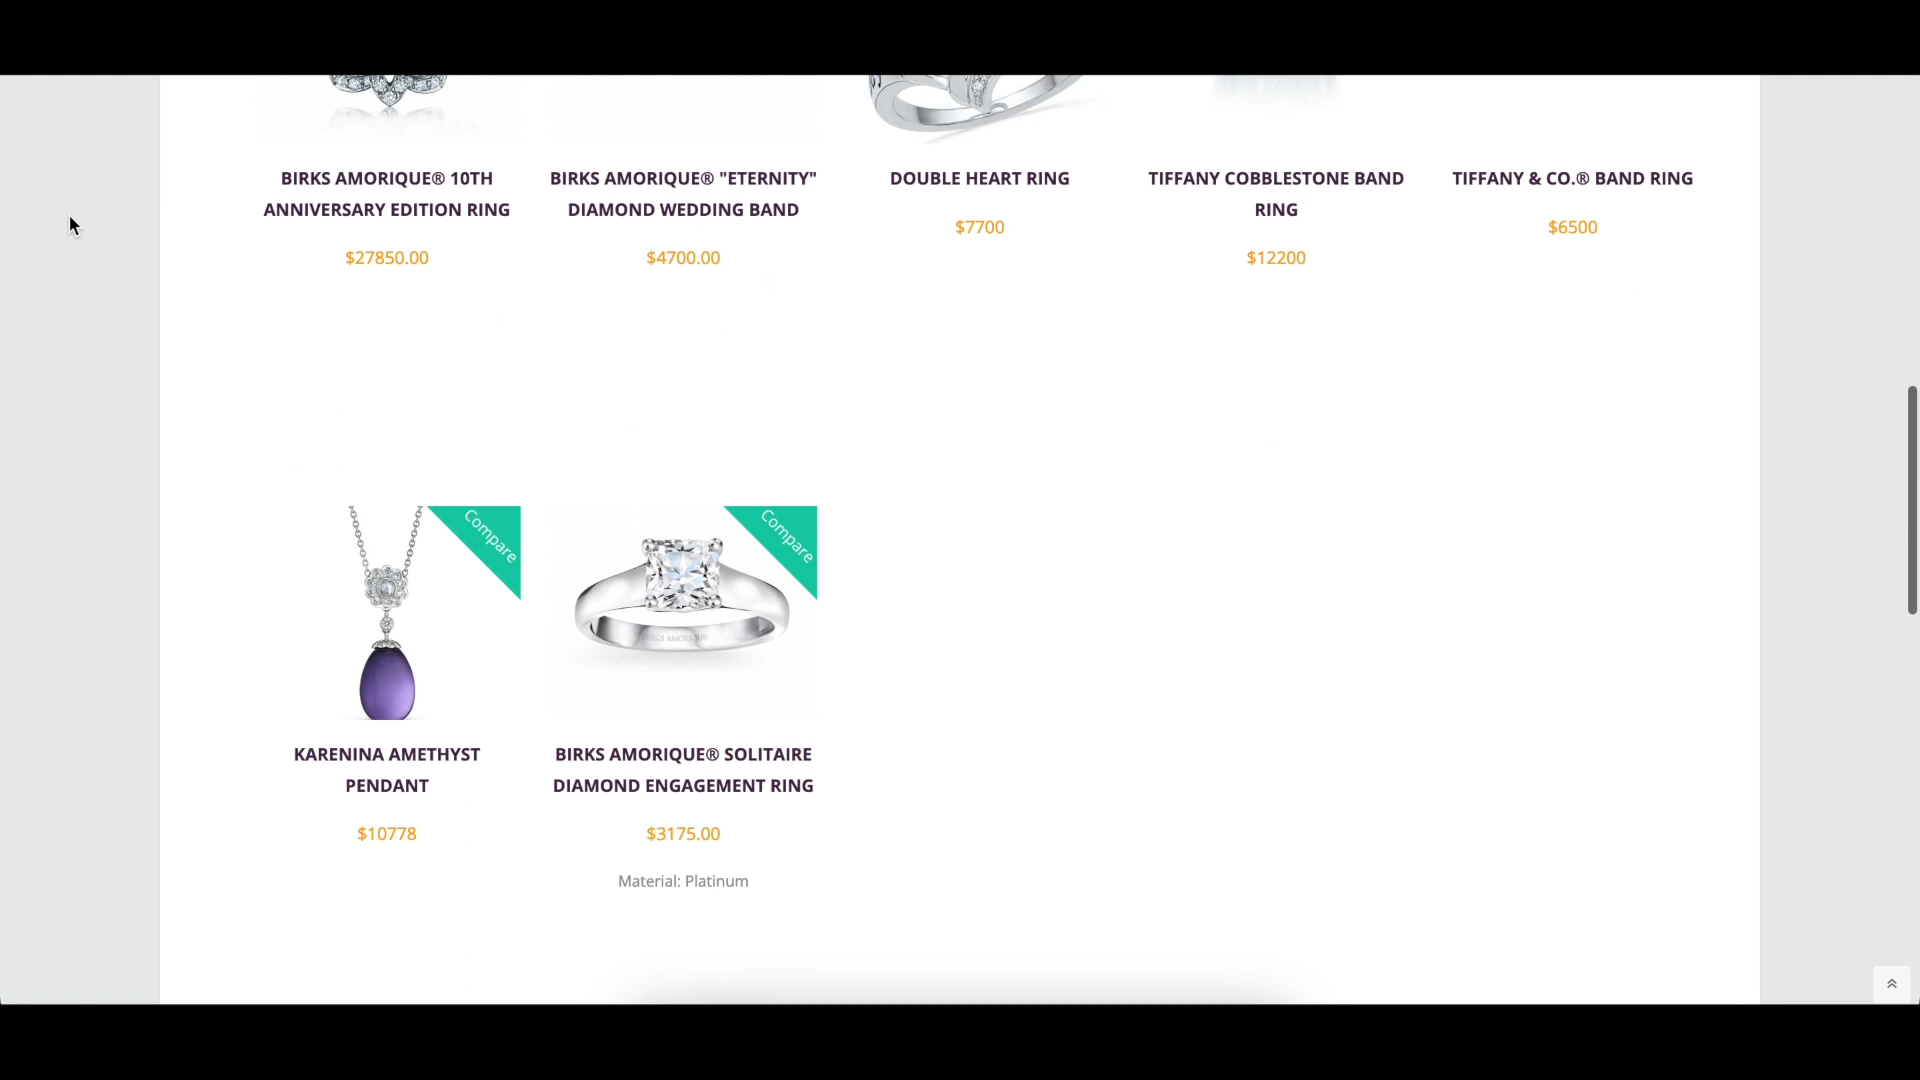 BIRKS AMORIQUE® 10TH
ANNIVERSARY EDITION RING
$27850.00
BIRKS AMORIQUE® "ETERNITY"
DIAMOND WEDDING BAND
$4700.00
DOUBLE HEART RING
$7700
TIFFANY COBBLESTONE BAND
RING
$12200
TIFFANY & CO.® BAND RING
$6500
Compare
KARENINA AMETHYST
PENDANT
$10778
Compare
BIRKS AMORIQUE® SOLITAIRE
DIAMOND ENGAGEMENT RING
$3175.00
Material: Platinum